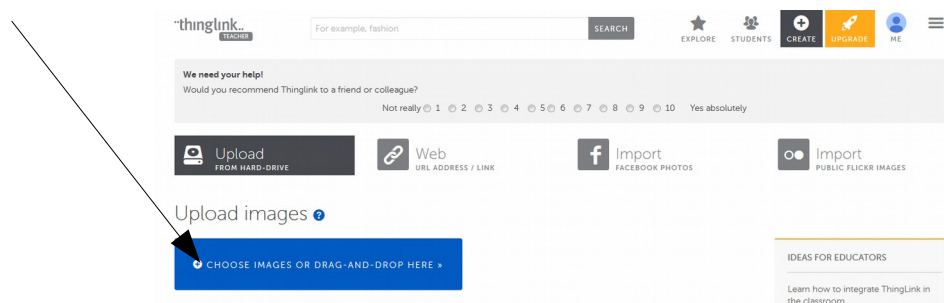 thinglink..
TEACHER
For example, fashion
SEARCH
EXPLORE
STUDENTS
CREATE
UPGRADE
ME
We need your help!
Would you recommend Thinglink to a friend or colleague?
Not really 1 2 3 4 5 6 7 8 9 10 Yes absolutely
Upload
FROM HARD-DRIVE
Web
URL ADDRESS / LINK
Import
FACEBOOK PHOTOS
Import
PUBLIC FLICKR IMAGES
Upload images ?
CHOOSE IMAGES OR DRAG-AND-DROP HERE »
IDEAS FOR EDUCATORS
Learn how to integrate ThingLink in
the classroom